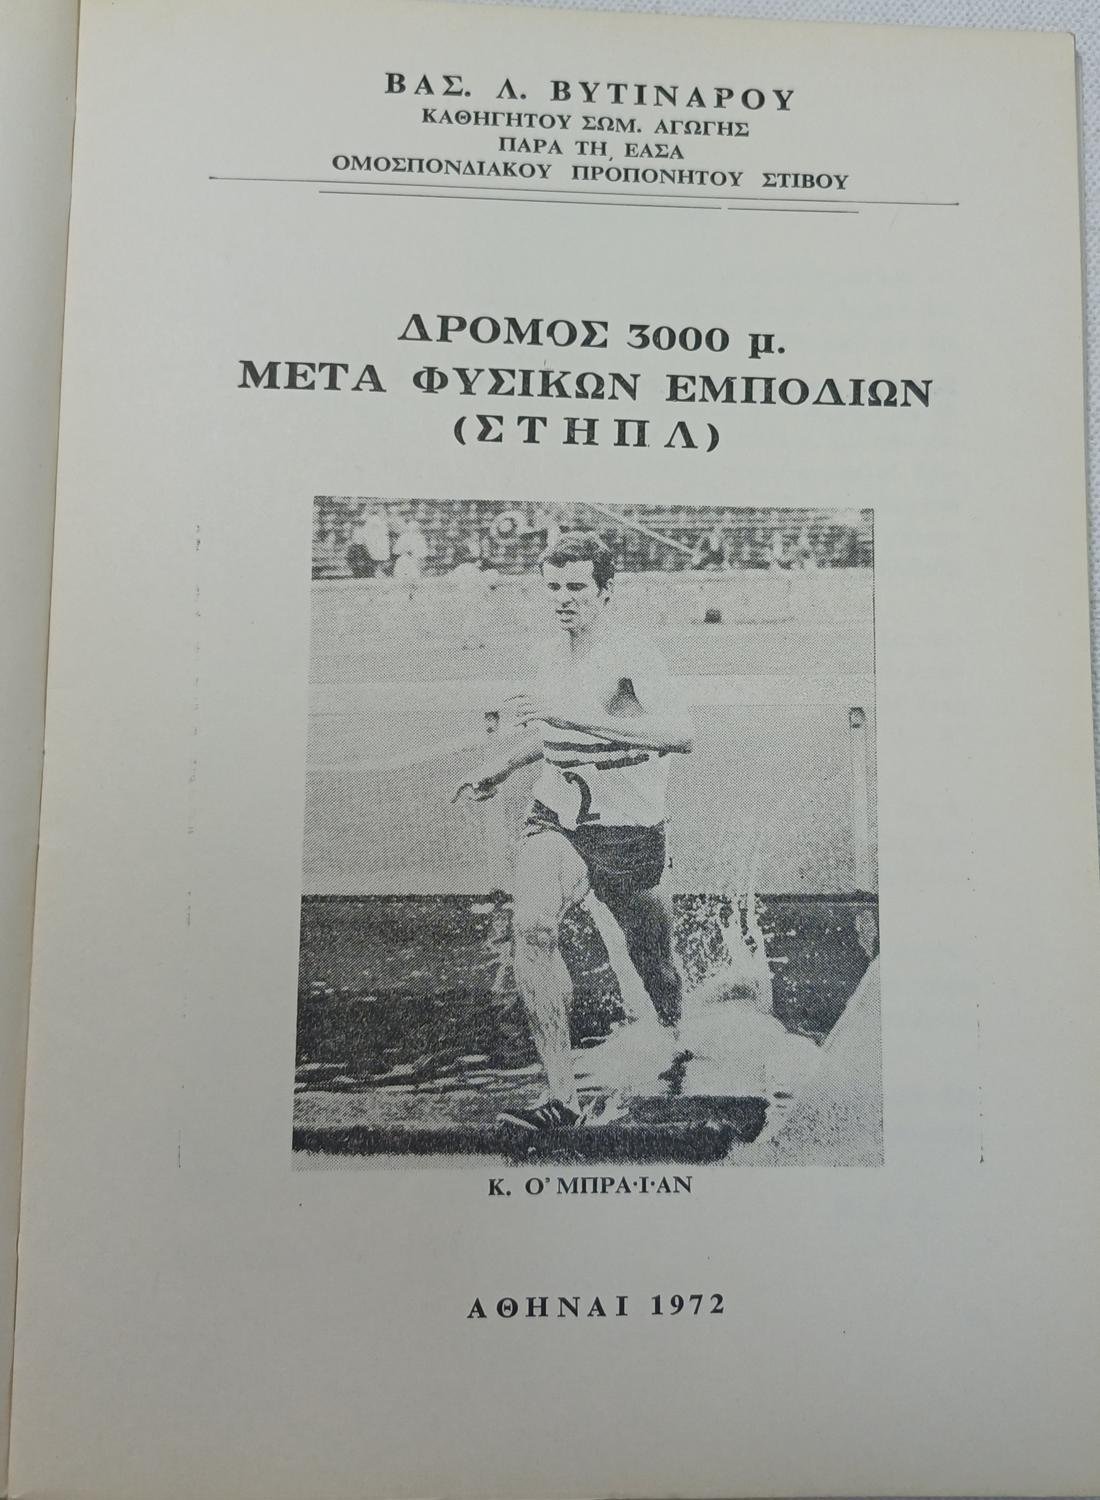 ΒΑΣ. Λ. ΒΥΤΙΝΑΡΟΥ
ΚΑΘΗΓΗΤΟΥ ΣΩΜ. ΑΓΩΓΗΣ
ΠΑΡΑ ΤΗ, ΕΑΣΑ
ΟΜΟΣΠΟΝΔΙΑΚΟΥ ΠΡΟΠΟΝΗΤΟΥ ΣΤΙΒΟΥ
ΔΡΟΜΟΣ 3000 μ.
ΜΕΤΑ ΦΥΣΙΚΩΝ ΕΜΠΟΔΙΩΝ
(ΣΤΗΠΛ)
2
Κ. Ο' ΜΠΡΑ·Ι·ΑΝ
ΑΘΗΝΑΙ 1972